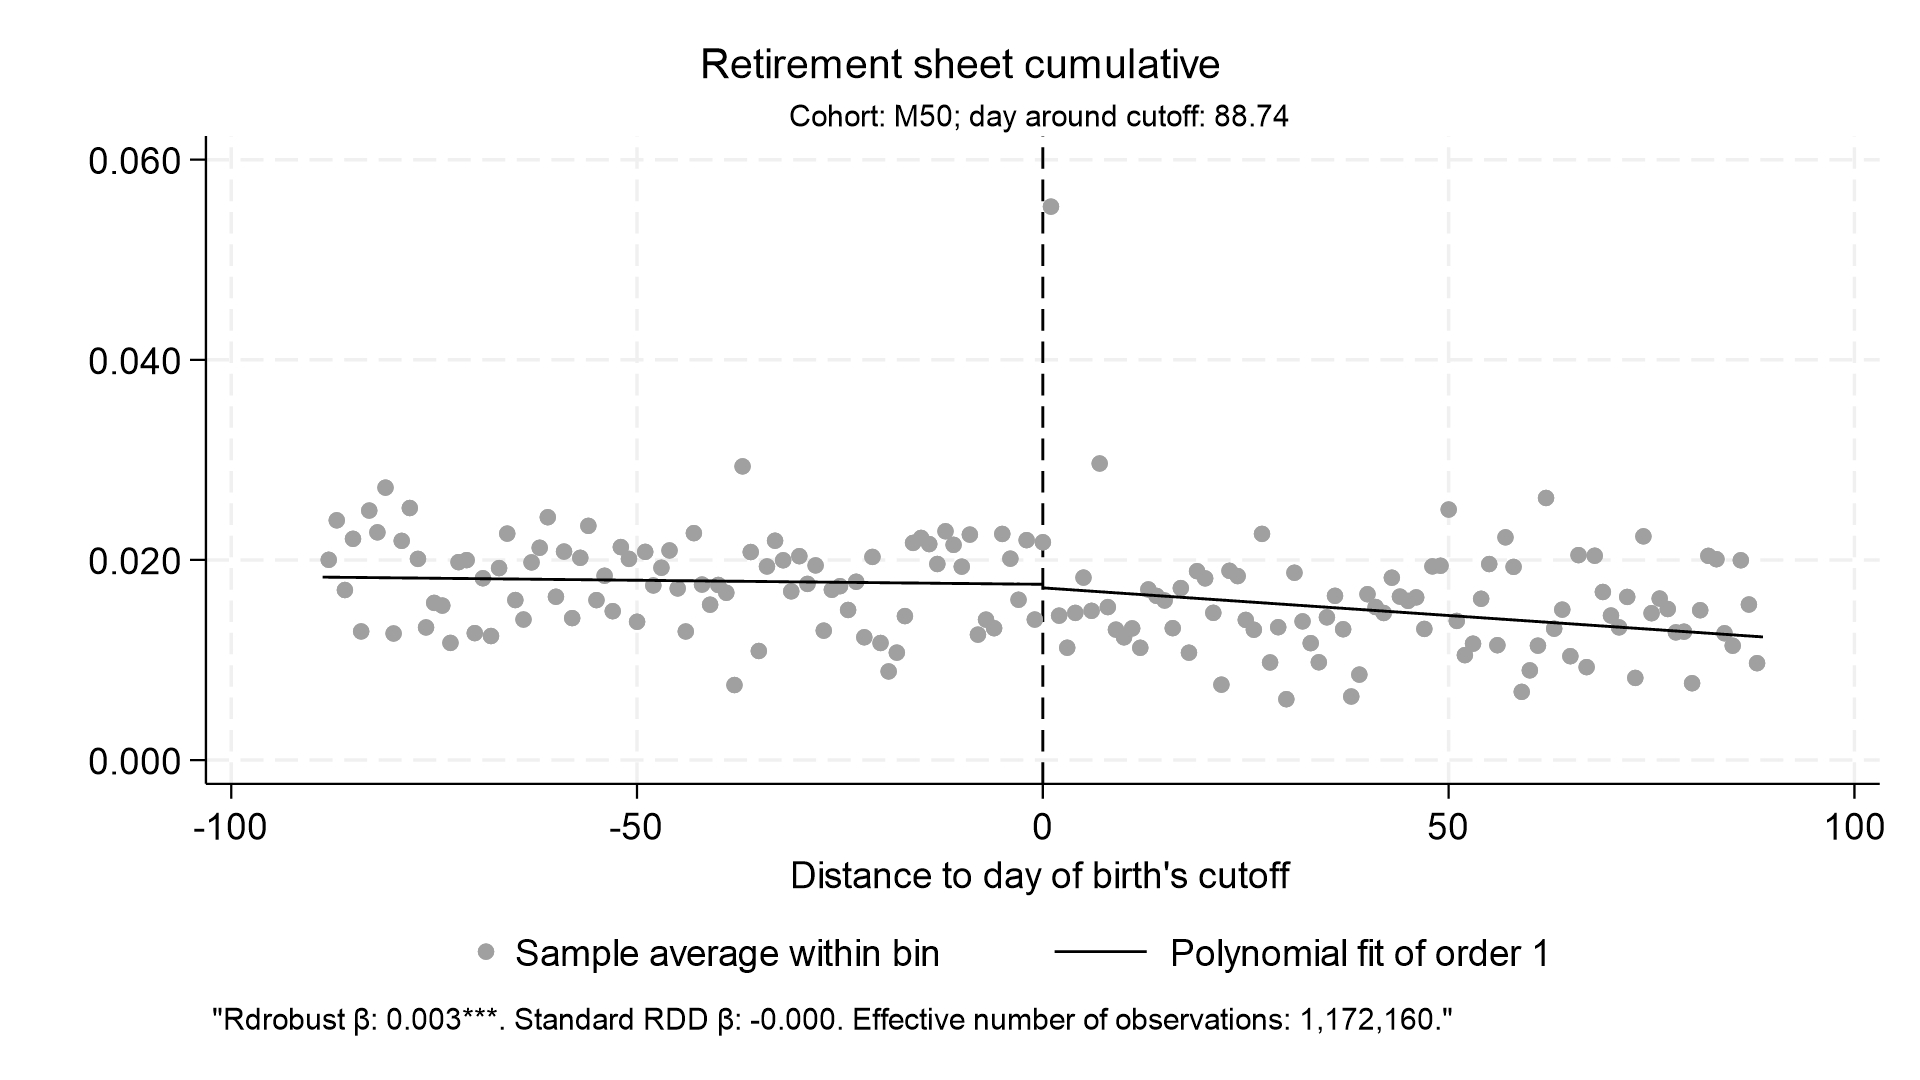 Retirement sheet cumulative
Cohort: M50; day around cutoff: 88.74
0.060
0.040
0.020
0.000
-100 -50 0 50 100
Distance to day of birth's cutoff
Sample average within bin Polynomial fit of order 1
"Rdrobust β: 0.003***. Standard RDD β: -0.000. Effective number of observations: 1,172,160."